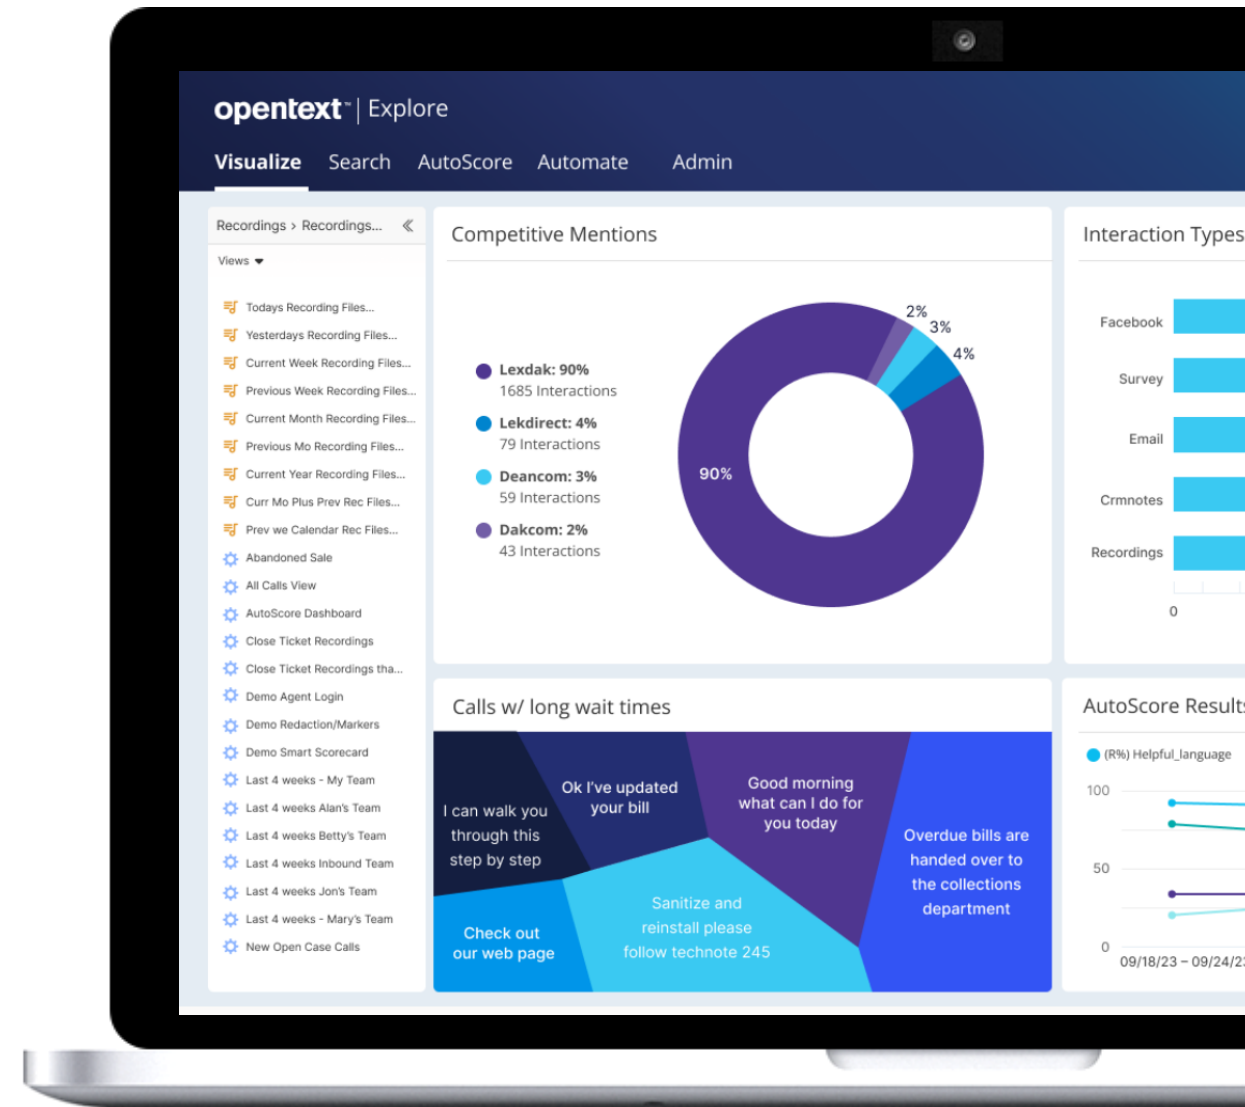 opentext™ | Explore
Visualize Search AutoScore Automate Admin
Recordings > Recordings...
Views
Todays Recording Files...
Yesterdays Recording Files...
Current Week Recording Files...
Previous Week Recording Files...
Current Month Recording Files...
Previous Mo Recording Files...
Current Year Recording Files...
Curr Mo Plus Prev Rec Files...
Prev we Calendar Rec Files...
Abandoned Sale
All Calls View
AutoScore Dashboard
Close Ticket Recordings
Close Ticket Recordings tha...
Demo Agent Login
Demo Redaction/Markers
Demo Smart Scorecard
Last 4 weeks - My Team
Last 4 weeks Alan's Team
Last 4 weeks Betty's Team
Last 4 weeks Inbound Team
Last 4 weeks Jon's Team
Last 4 weeks - Mary's Team
New Open Case Calls
Competitive Mentions
Lexdak: 90%
1685 Interactions
Lekdirect: 4%
79 Interactions
Deancom: 3%
59 Interactions
Dakcom: 2%
43 Interactions
2%
3%
4%
90%
Interaction Types
Facebook
Survey
Email
Crmnotes
Recordings
0
Calls w/ long wait times
I can walk you
through this
step by step
Ok I've updated
your bill
Good morning
what can I do for
you today
Overdue bills are
handed over to
the collections
department
Check out
our web page
Sanitize and
reinstall please
follow technote 245
AutoScore Results
(R%) Helpful_language
100
50
0
09/18/23 – 09/24/23